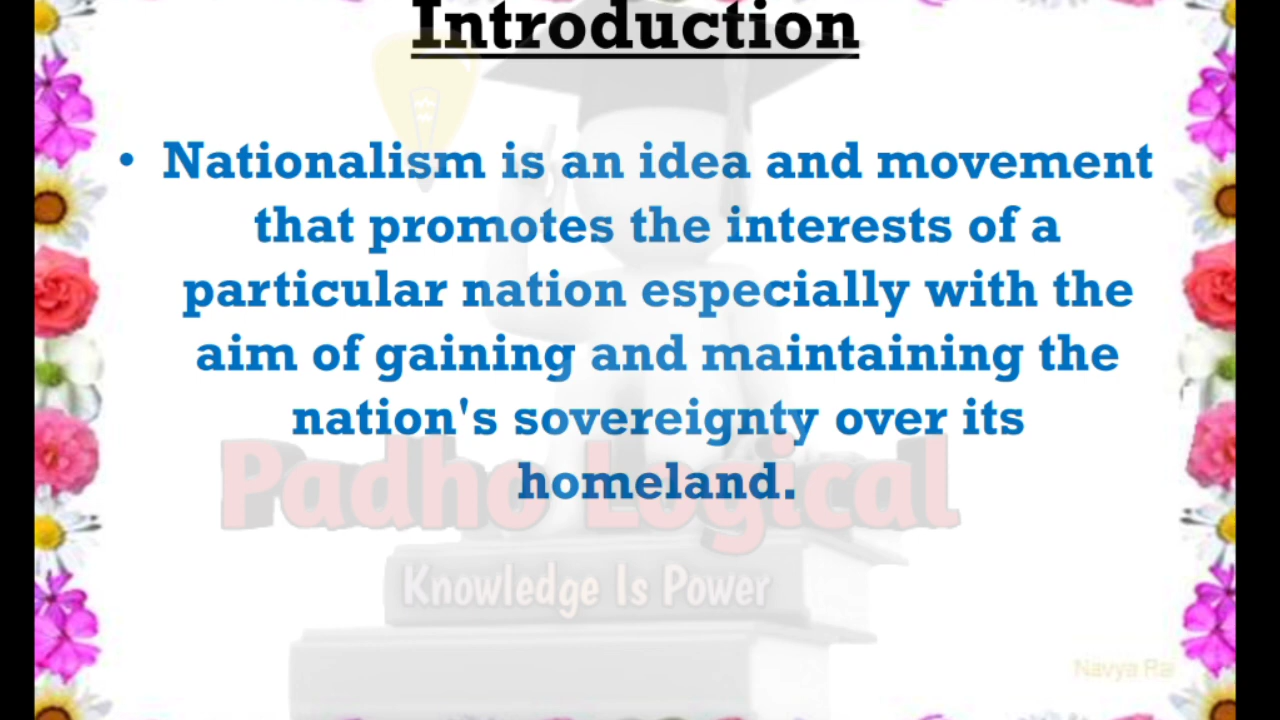 Introduction
• Nationalism is an idea and movement
that promotes the interests of a
particular nation especially with the
aim of gaining and maintaining the
nation's sovereignty over its
homeland.
Padho Logical
Knowledge Is Power
Navya Rai